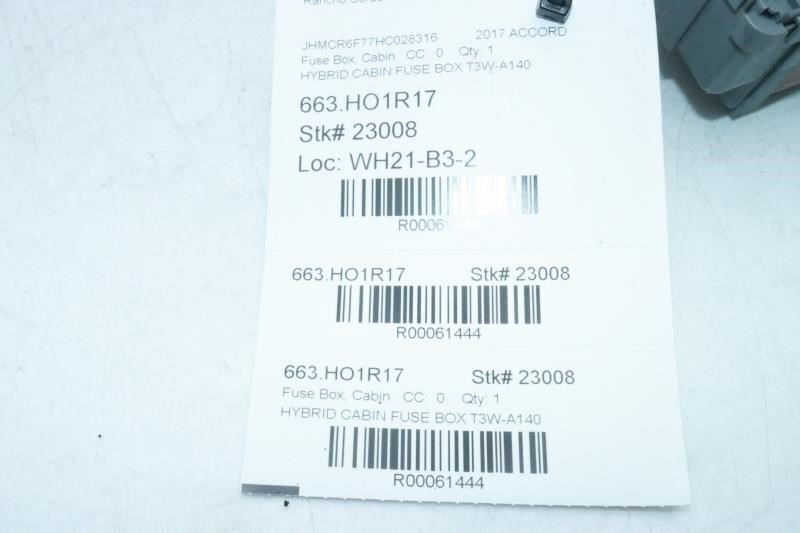 JHMCR6F77HC028316 2017 ACCORD
Fuse Box, Cabin CC: 0 Qty: 1
HYBRID CABIN FUSE BOX T3W-A140
663.HO1R17
Stk# 23008
Loc: WH21-B3-2
R00061444
663.HO1R17 Stk# 23008
R00061444
663.HO1R17 Stk# 23008
Fuse Box, Cabin CC: 0 Qty: 1
HYBRID CABIN FUSE BOX T3W-A140
R00061444